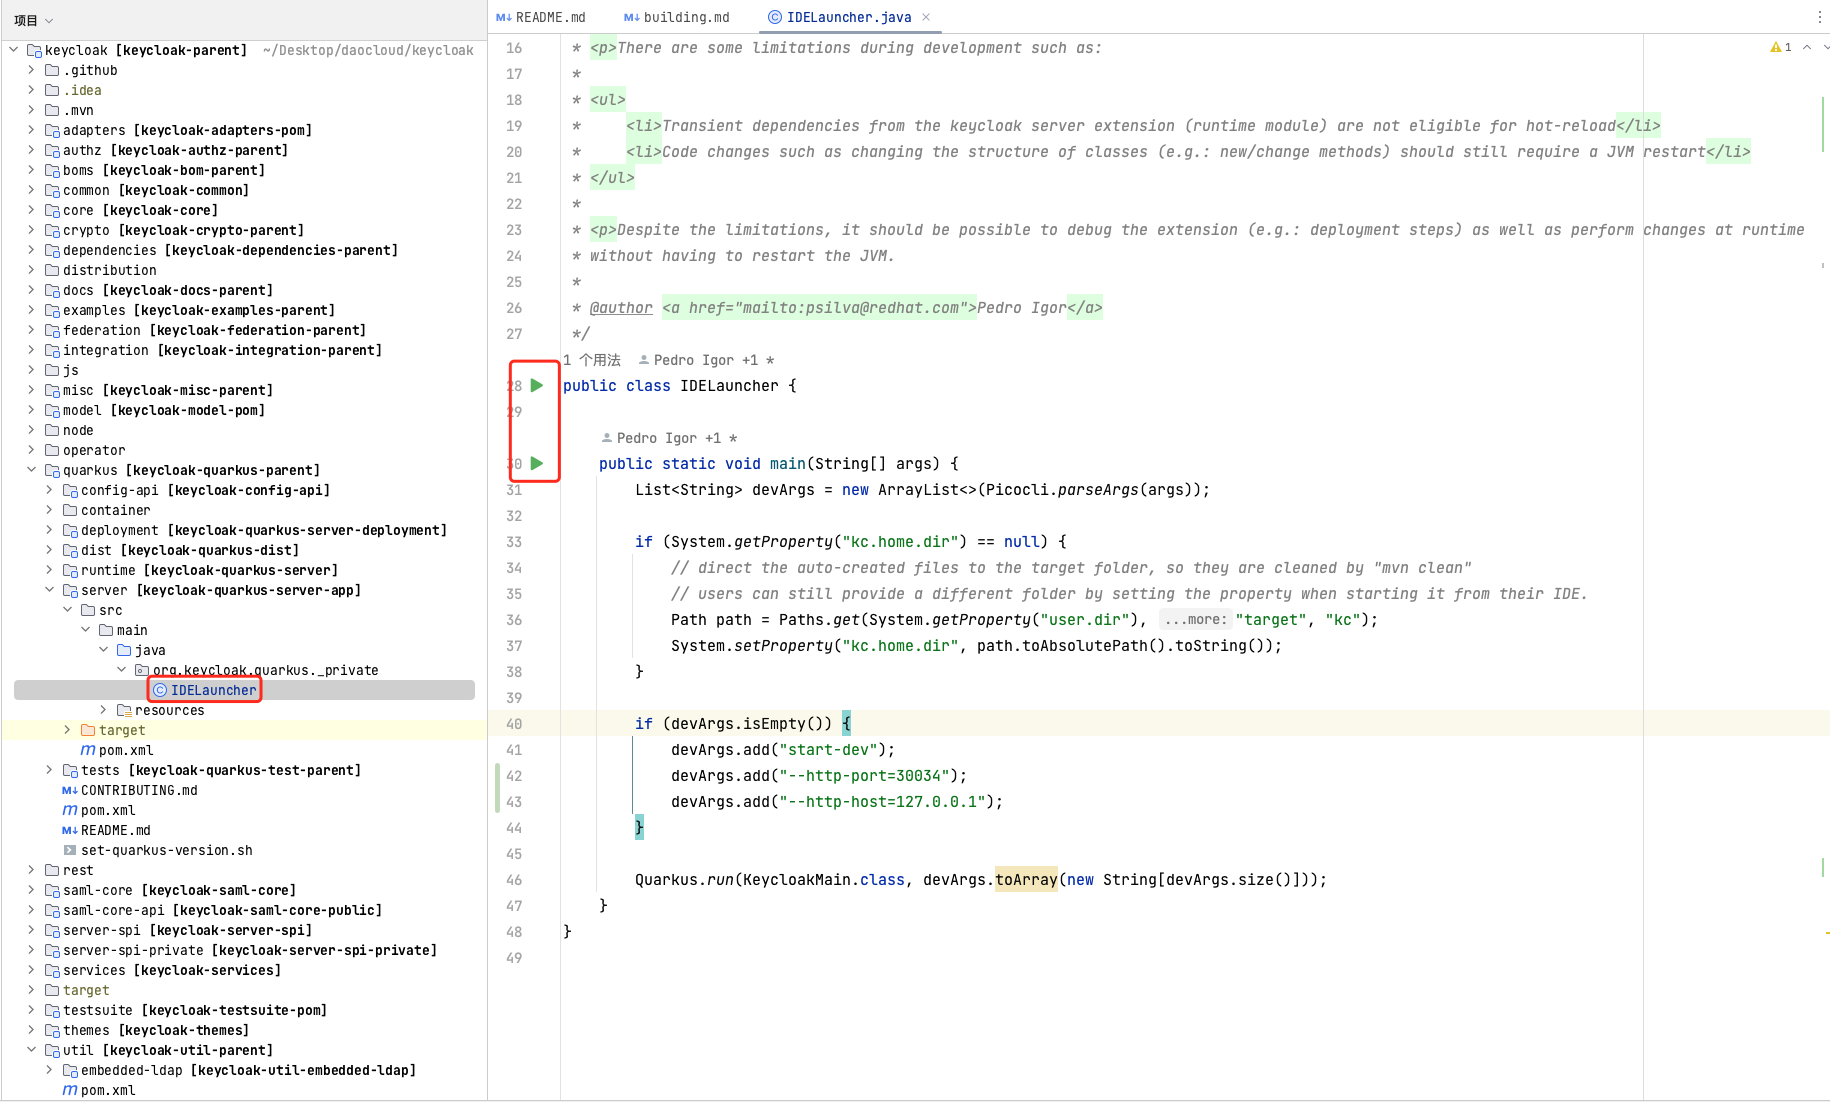 项目
keycloak [keycloak-parent] ~/Desktop/daocloud/keycloak
.github
.idea
.mvn
adapters [keycloak-adapters-pom]
authz [keycloak-authz-parent]
boms [keycloak-bom-parent]
common [keycloak-common]
core [keycloak-core]
crypto [keycloak-crypto-parent]
dependencies [keycloak-dependencies-parent]
distribution
docs [keycloak-docs-parent]
examples [keycloak-examples-parent]
federation [keycloak-federation-parent]
integration [keycloak-integration-parent]
js
misc [keycloak-misc-parent]
model [keycloak-model-pom]
node
operator
quarkus [keycloak-quarkus-parent]
config-api [keycloak-config-api]
container
deployment [keycloak-quarkus-server-deployment]
dist [keycloak-quarkus-dist]
runtime [keycloak-quarkus-server]
server [keycloak-quarkus-server-app]
src
main
java
org.keycloak.quarkus._private
IDELauncher
resources
target
pom.xml
tests [keycloak-quarkus-test-parent]
CONTRIBUTING.md
pom.xml
README.md
set-quarkus-version.sh
rest
saml-core [keycloak-saml-core]
saml-core-api [keycloak-saml-core-public]
server-spi [keycloak-server-spi]
server-spi-private [keycloak-server-spi-private]
services [keycloak-services]
target
testsuite [keycloak-testsuite-pom]
themes [keycloak-themes]
util [keycloak-util-parent]
embedded-ldap [keycloak-util-embedded-ldap]
pom.xml
README.md building.md IDELauncher.java
1
16 * <p>There are some limitations during development such as:
17 *
18 * <ul>
19 *     <li>Transient dependencies from the keycloak server extension (runtime module) are not eligible for hot-reload</li>
20 *     <li>Code changes such as changing the structure of classes (e.g.: new/change methods) should still require a JVM restart</li>
21 * </ul>
22 *
23 * <p>Despite the limitations, it should be possible to debug the extension (e.g.: deployment steps) as well as perform changes at runtime
24 * without having to restart the JVM.
25 *
26 * @author <a href="mailto:psilva@redhat.com">Pedro Igor</a>
27 */
1 个用法 Pedro Igor +1 *
28 public class IDELauncher {
29
Pedro Igor +1 *
30     public static void main(String[] args) {
31         List<String> devArgs = new ArrayList<>(Picocli.parseArgs(args));
32
33         if (System.getProperty("kc.home.dir") == null) {
34             // direct the auto-created files to the target folder, so they are cleaned by "mvn clean"
35             // users can still provide a different folder by setting the property when starting it from their IDE.
36             Path path = Paths.get(System.getProperty("user.dir"), ...more: "target", "kc");
37             System.setProperty("kc.home.dir", path.toAbsolutePath().toString());
38         }
39
40         if (devArgs.isEmpty()) {
41             devArgs.add("start-dev");
42             devArgs.add("--http-port=30034");
43             devArgs.add("--http-host=127.0.0.1");
44         }
45
46         Quarkus.run(KeycloakMain.class, devArgs.toArray(new String[devArgs.size()]));
47     }
48 }
49